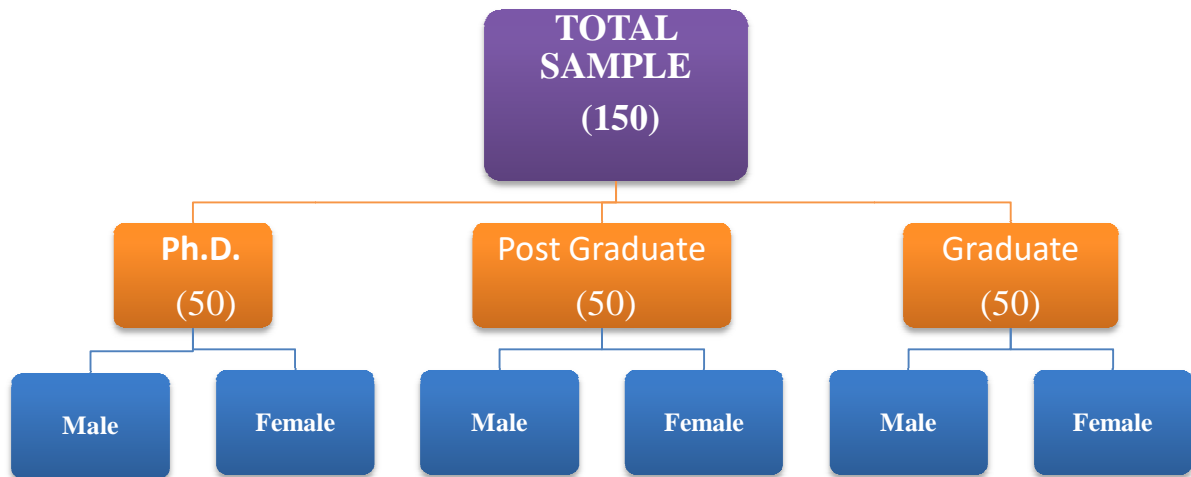 TOTAL
SAMPLE
(150)
Ph.D.
(50)
Post Graduate
(50)
Graduate
(50)
Male
Female
Male
Female
Male
Female